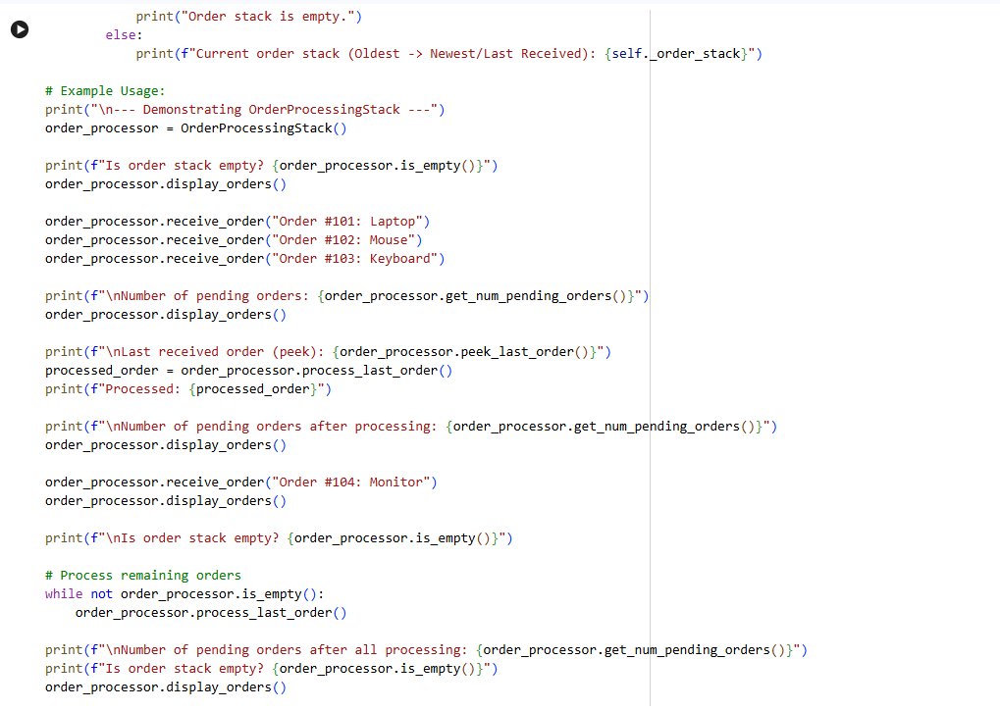 print("Order stack is empty.")
else:
print(f"Current order stack (Oldest -> Newest/Last Received): {self._order_stack}")
# Example Usage:
print("\n--- Demonstrating OrderProcessingStack ---")
order_processor = OrderProcessingStack()
print(f"Is order stack empty? {order_processor.is_empty()}")
order_processor.display_orders()
order_processor.receive_order("Order #101: Laptop")
order_processor.receive_order("Order #102: Mouse")
order_processor.receive_order("Order #103: Keyboard")
print(f"\nNumber of pending orders: {order_processor.get_num_pending_orders()}")
order_processor.display_orders()
print(f"\nLast received order (peek): {order_processor.peek_last_order()}")
processed_order = order_processor.process_last_order()
print(f"Processed: {processed_order}")
print(f"\nNumber of pending orders after processing: {order_processor.get_num_pending_orders()}")
order_processor.display_orders()
order_processor.receive_order("Order #104: Monitor")
order_processor.display_orders()
print(f"\nIs order stack empty? {order_processor.is_empty()}")
# Process remaining orders
while not order_processor.is_empty():
order_processor.process_last_order()
print(f"\nNumber of pending orders after all processing: {order_processor.get_num_pending_orders()}")
print(f"Is order stack empty? {order_processor.is_empty()}")
order_processor.display_orders()